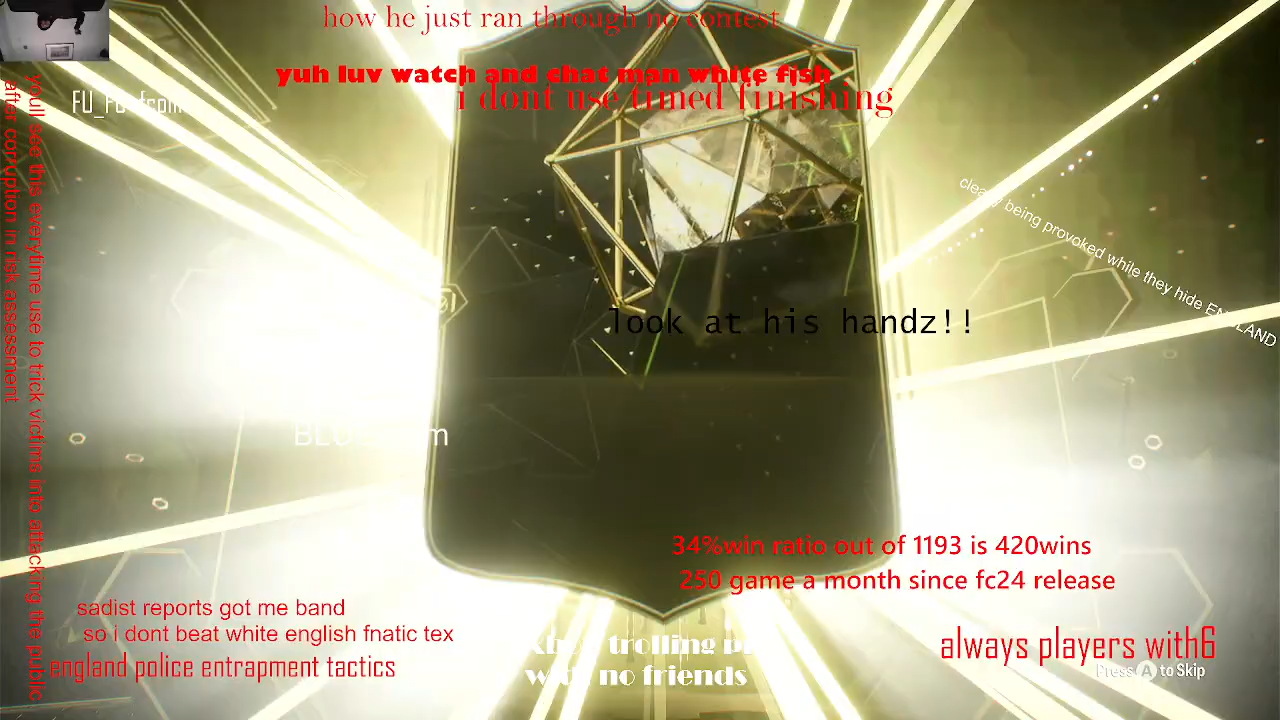 how he just ran through no contest
yuh luv watch and chat man white fish
i dont use timed finishing
youll see this everytime use to trick victims into attacking the public
after corruption in risk assessment
clearly being provoked while they hide ENGLAND
look at his handz!!
34%win ratio out of 1193 is 420wins
250 game a month since fc24 release
sadist reports got me band
so i dont beat white english fnatic tex
england police entrapment tactics
trolling
no friends
always players with6
Press A to Skip